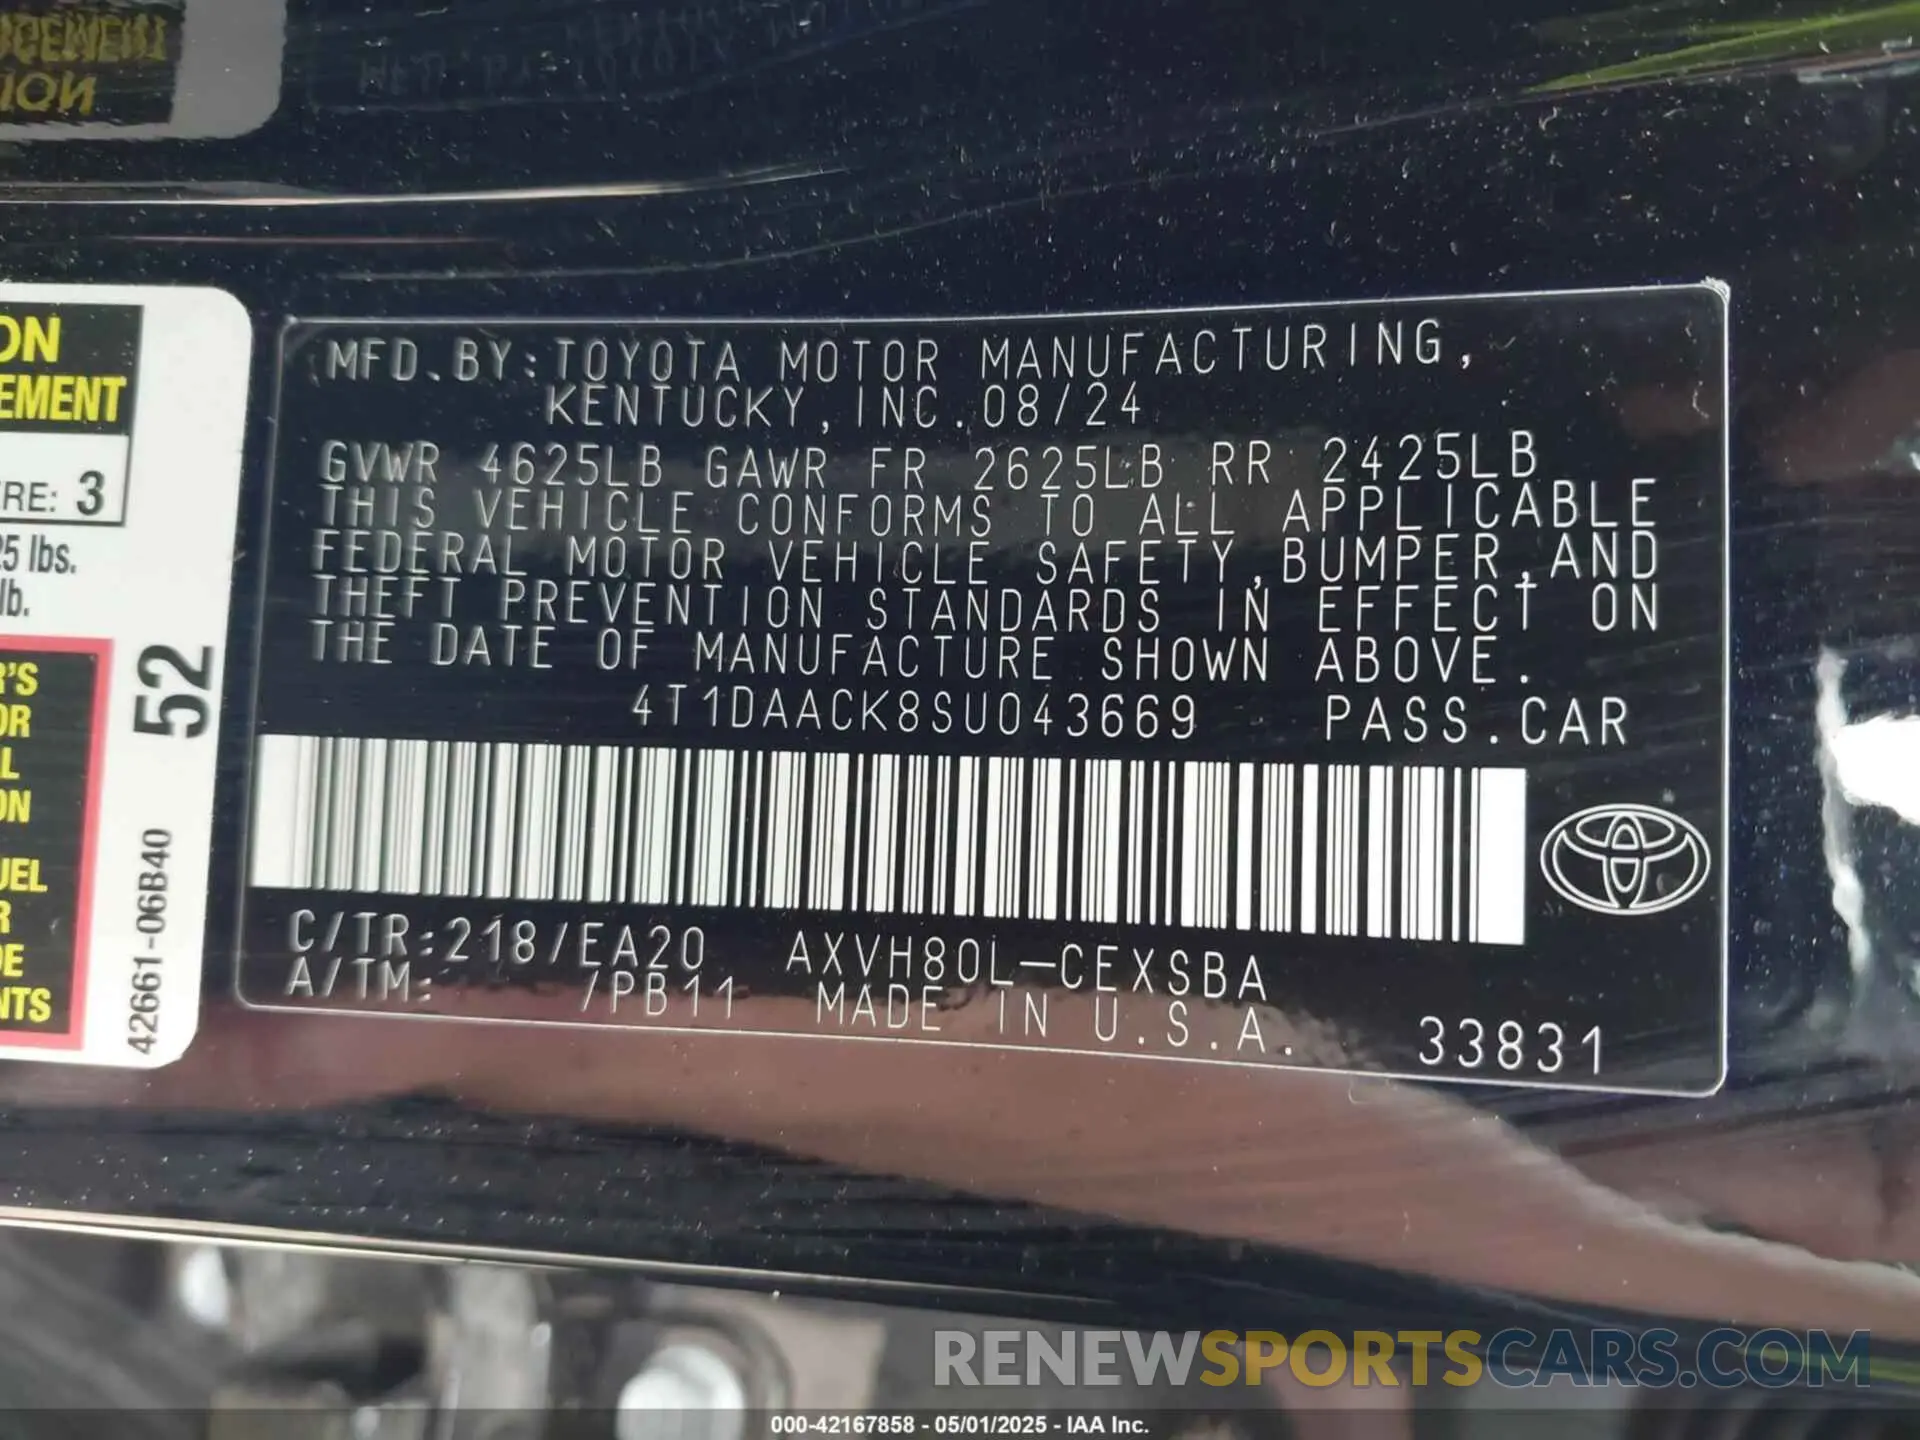 ON
EMENT
ERE: 3
25 lbs.
lb.
R'S
OR
L
ON
UEL
R
DE
NTS
52
42661-06B40
MFD.BY:TOYOTA MOTOR MANUFACTURING,
KENTUCKY,INC.08/24
GVWR 4625LB GAWR FR 2625LB RR 2425LB
THIS VEHICLE CONFORMS TO ALL APPLICABLE
FEDERAL MOTOR VEHICLE SAFETY,BUMPER,AND
THEFT PREVENTION STANDARDS IN EFFECT ON
THE DATE OF MANUFACTURE SHOWN ABOVE.
4T1DAACK8SU043669 PASS.CAR
C/TR:218/EA20 AXVH80L-CEXSBA
A/TM: /PB11 MADE IN U.S.A. 33831
RENEWSPORTSCARS.COM
000-42167858 - 05/01/2025 - IAA Inc.